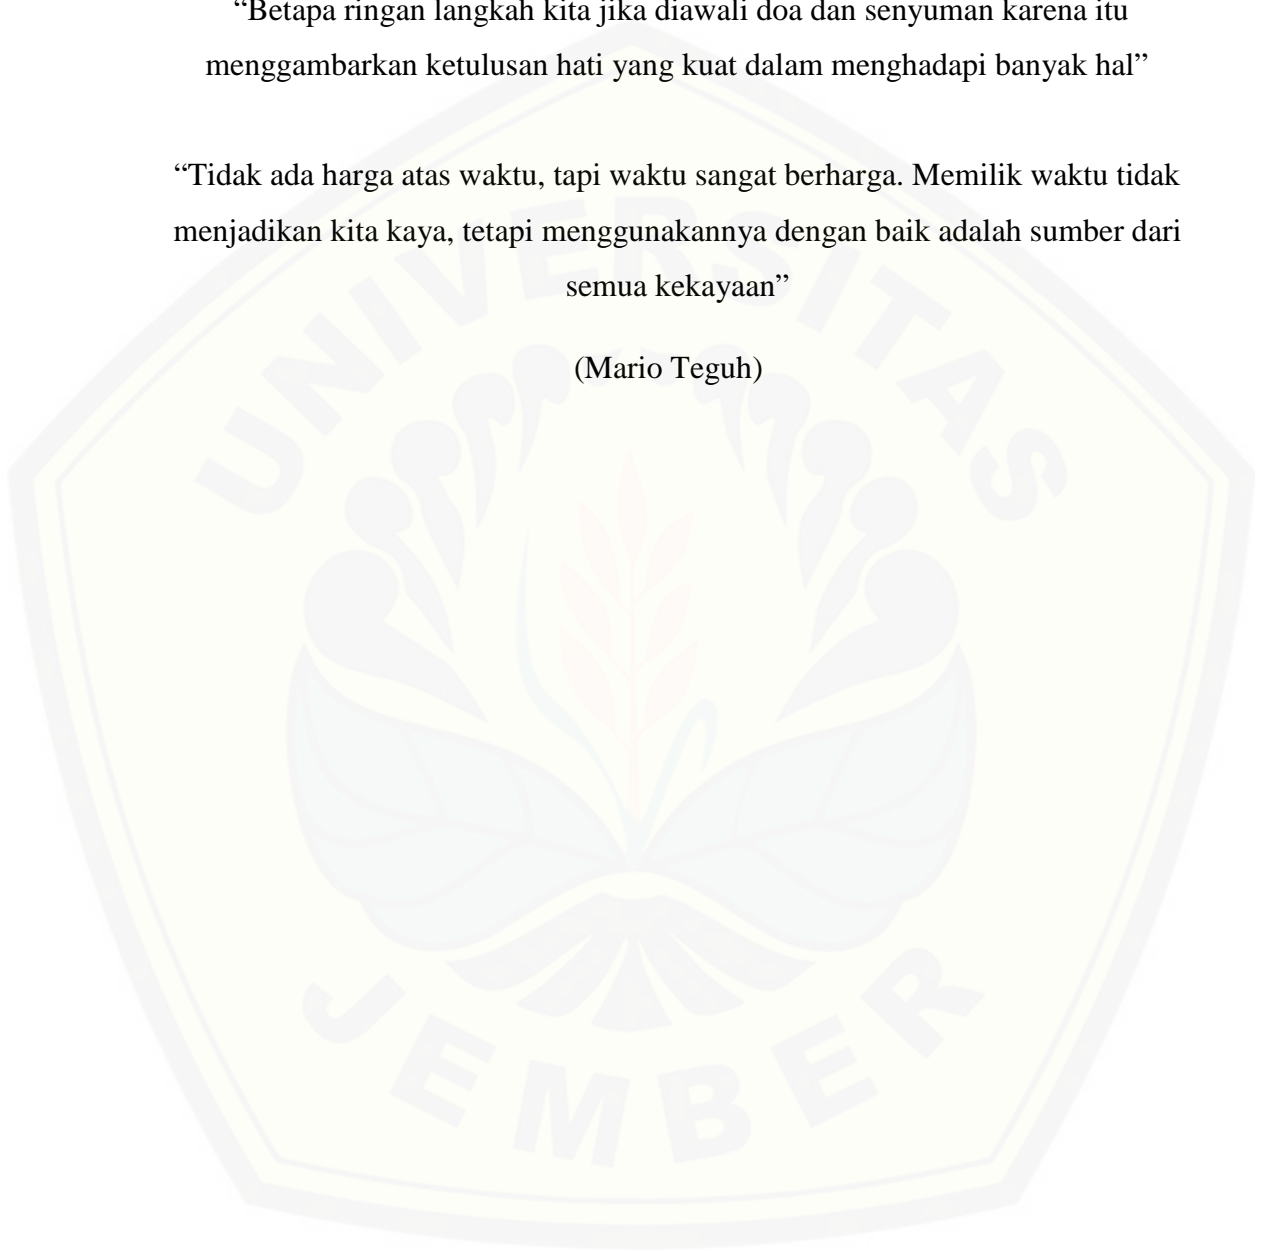 “Betapa ringan langkah kita jika diawali doa dan senyuman karena itu
menggambarkan ketulusan hati yang kuat dalam menghadapi banyak hal”
“Tidak ada harga atas waktu, tapi waktu sangat berharga. Memilik waktu tidak
menjadikan kita kaya, tetapi menggunakannya dengan baik adalah sumber dari
semua kekayaan”
(Mario Teguh)
UNIVERSITAS
JEMBER